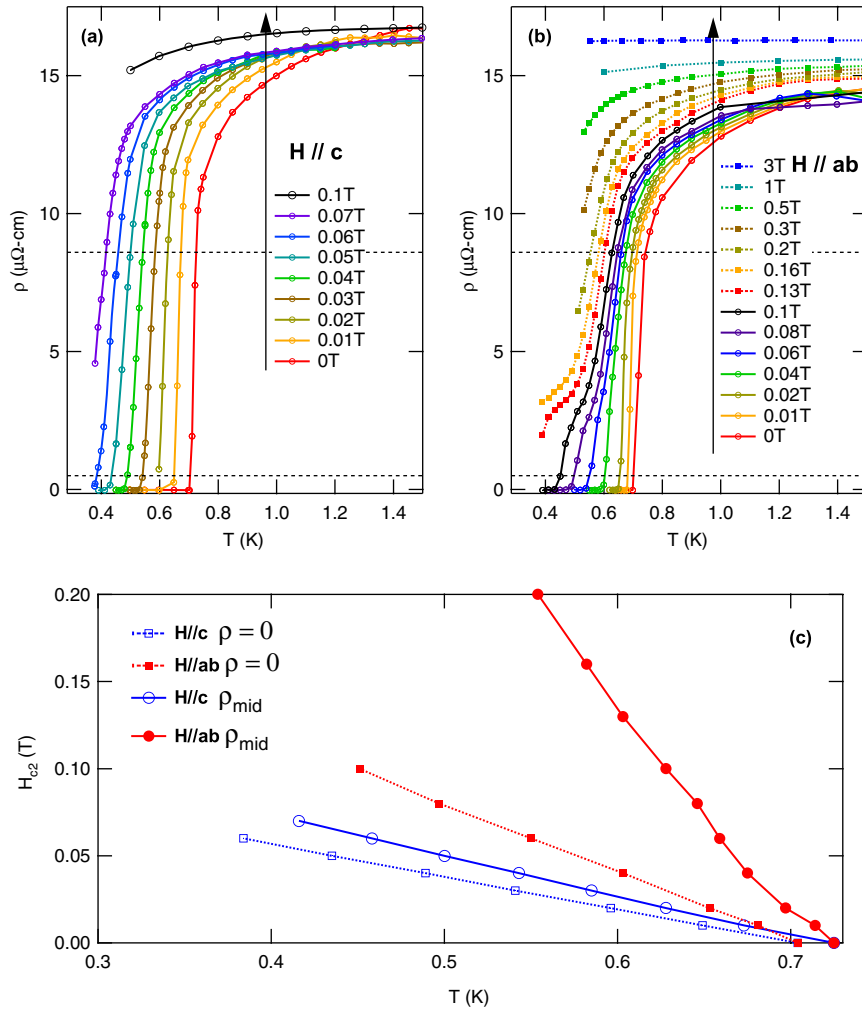 (a)
H // c
0.1T
0.07T
0.06T
0.05T
0.04T
0.03T
0.02T
0.01T
0T
15
10
5
0
ρ (μΩ-cm)
0.4 0.6 0.8 1.0 1.2 1.4
T (K)
(b)
3T H // ab
1T
0.5T
0.3T
0.2T
0.16T
0.13T
0.1T
0.08T
0.06T
0.04T
0.02T
0.01T
0T
15
10
5
0
ρ (μΩ-cm)
0.4 0.6 0.8 1.0 1.2 1.4
T (K)
(c)
H//c ρ = 0
H//ab ρ = 0
H//c ρmid
H//ab ρmid
0.20
0.15
0.10
0.05
0.00
Hc2 (T)
0.3 0.4 0.5 0.6 0.7
T (K)